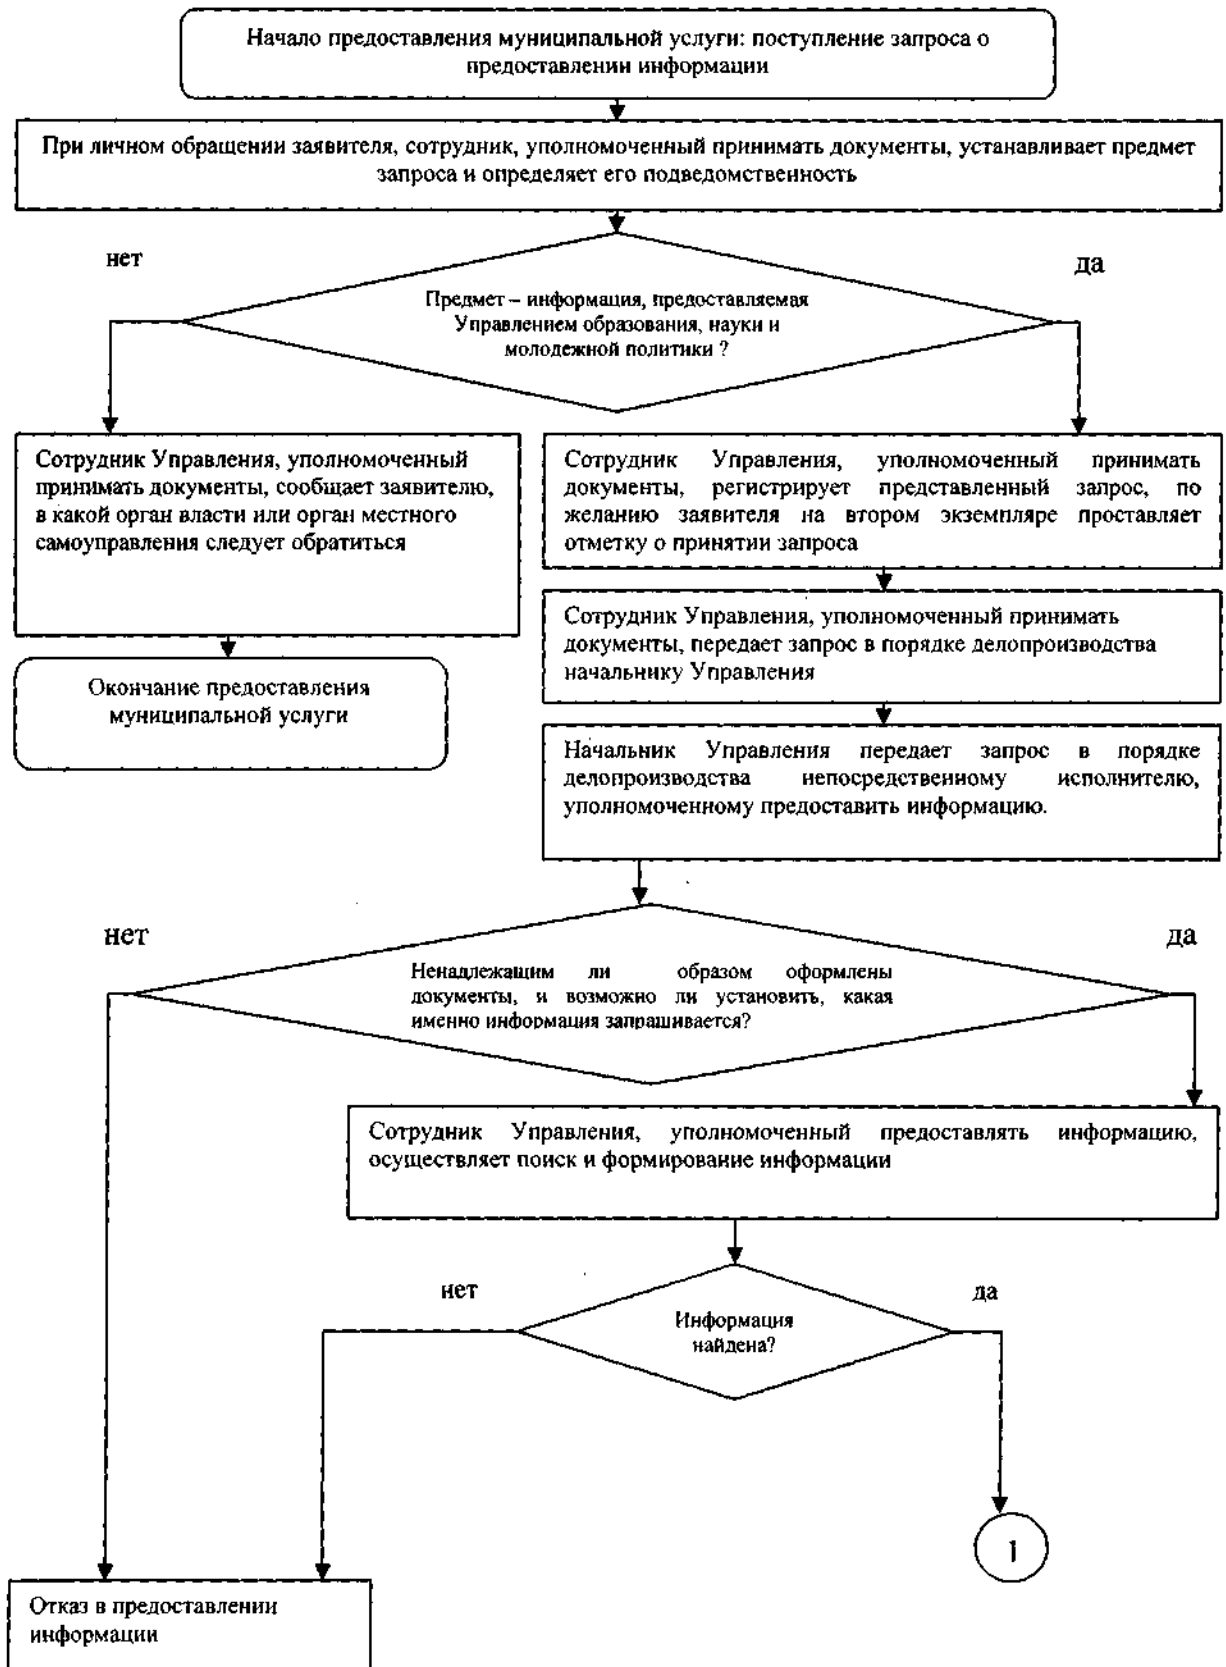 Начало предоставления муниципальной услуги: поступление запроса о
предоставлении информации
При личном обращении заявителя, сотрудник, уполномоченный принимать документы, устанавливает предмет
запроса и определяет его подведомственность
нет
да
Предмет – информация, предоставляемая
Управлением образования, науки и
молодежной политики ?
Сотрудник Управления, уполномоченный
принимать документы, сообщает заявителю,
в какой орган власти или орган местного
самоуправления следует обратиться
Сотрудник Управления, уполномоченный принимать
документы, регистрирует представленный запрос, по
желанию заявителя на втором экземпляре проставляет
отметку о принятии запроса
Сотрудник Управления, уполномоченный принимать
документы, передает запрос в порядке делопроизводства
начальнику Управления
Окончание предоставления
муниципальной услуги
Начальник Управления передает запрос в порядке
делопроизводства непосредственному исполнителю,
уполномоченному предоставить информацию.
нет
да
Ненадлежащим ли образом оформлены
документы, и возможно ли установить, какая
именно информация запрашивается?
Сотрудник Управления, уполномоченный предоставлять информацию,
осуществляет поиск и формирование информации
нет
да
Информация
найдена?
1
Отказ в предоставлении
информации